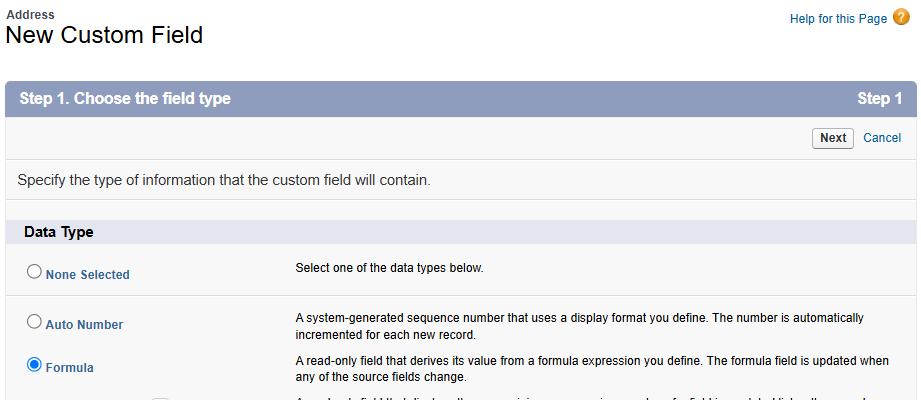 Address
New Custom Field
Help for this Page
Step 1. Choose the field type
Step 1
Next
Cancel
Specify the type of information that the custom field will contain.
Data Type
None Selected
Select one of the data types below.
Auto Number
A system-generated sequence number that uses a display format you define. The number is automatically
incremented for each new record.
Formula
A read-only field that derives its value from a formula expression you define. The formula field is updated when
any of the source fields change.